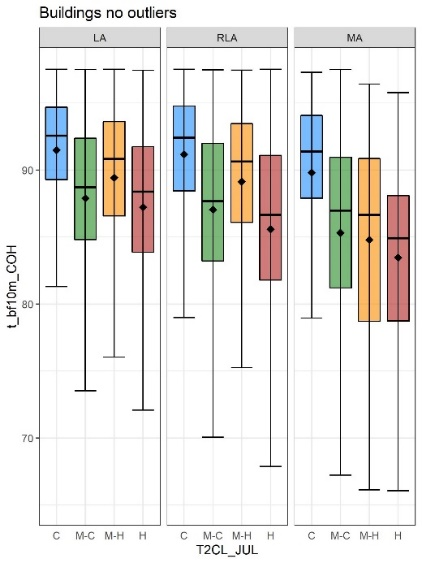 Buildings no outliers
LA RLA MA
90
80
70
t_bf10m_COH
C M-C M-H H C M-C M-H H C M-C M-H H
T2CL_JUL